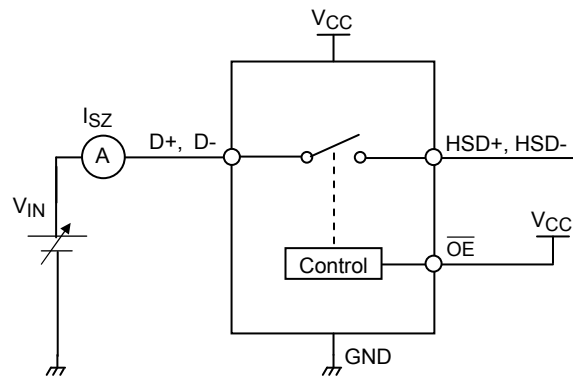 VCC
ISZ
A
D+, D-
HSD+, HSD-
VIN
VCC
OE
Control
GND